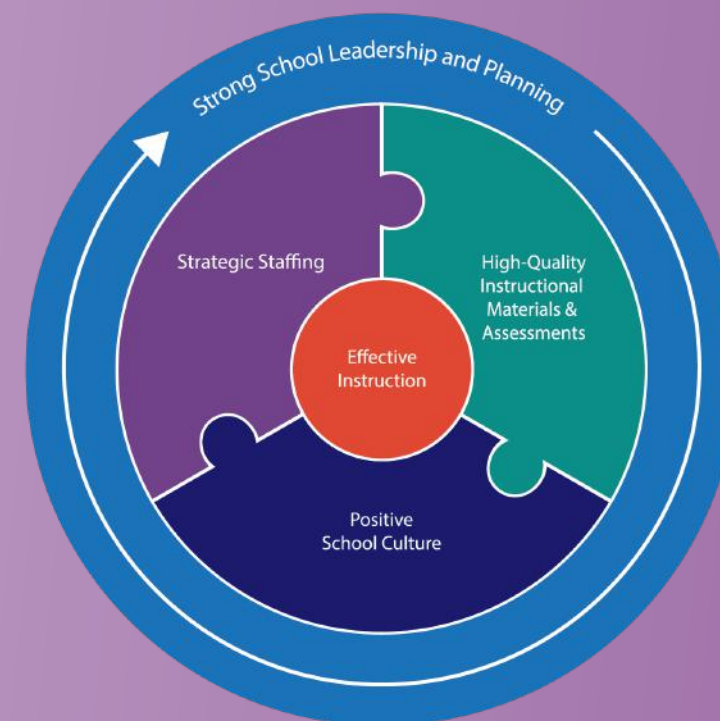 Strong School Leadership and Planning
Strategic Staffing
High-Quality
Instructional
Materials &
Assessments
Effective
Instruction
Positive
School Culture